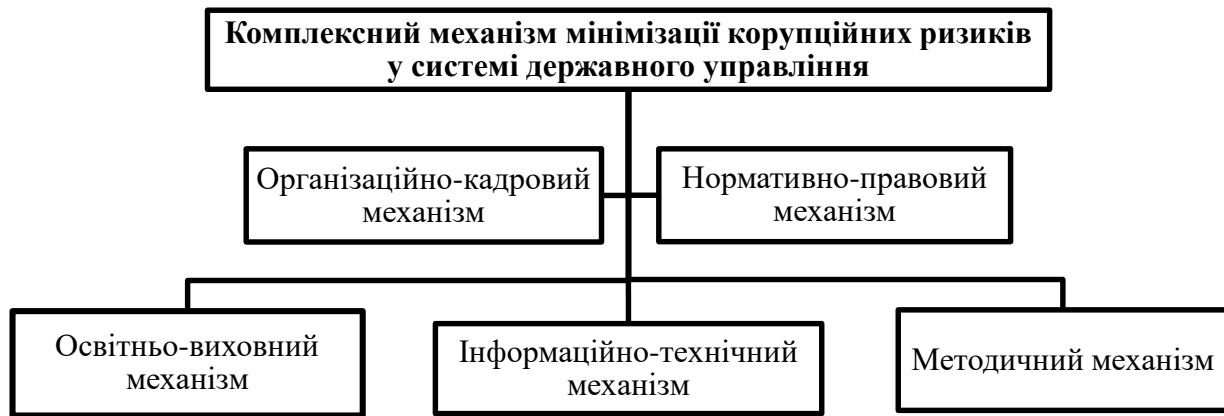 Комплексний механізм мінімізації корупційних ризиків
у системі державного управління
Організаційно-кадровий
механізм
Нормативно-правовий
механізм
Освітньо-виховний
механізм
Інформаційно-технічний
механізм
Методичний механізм